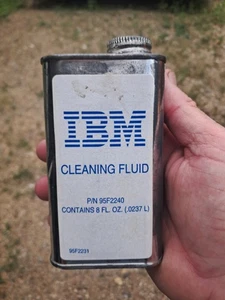 IBM
CLEANING FLUID
P/N 95F2240
CONTAINS 8 FL. OZ. (.0237 L)
95F2231